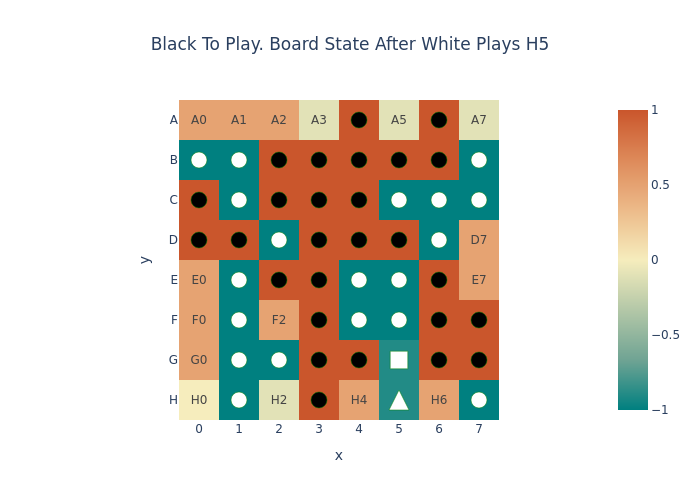 Black To Play. Board State After White Plays H5
A A0 A1 A2 A3 A5 A7
B
C
D D7
E E0 E7
F F0 F2
G G0
H H0 H2 H4 H6
0 1 2 3 4 5 6 7
x
y
1
0.5
0
−0.5
−1